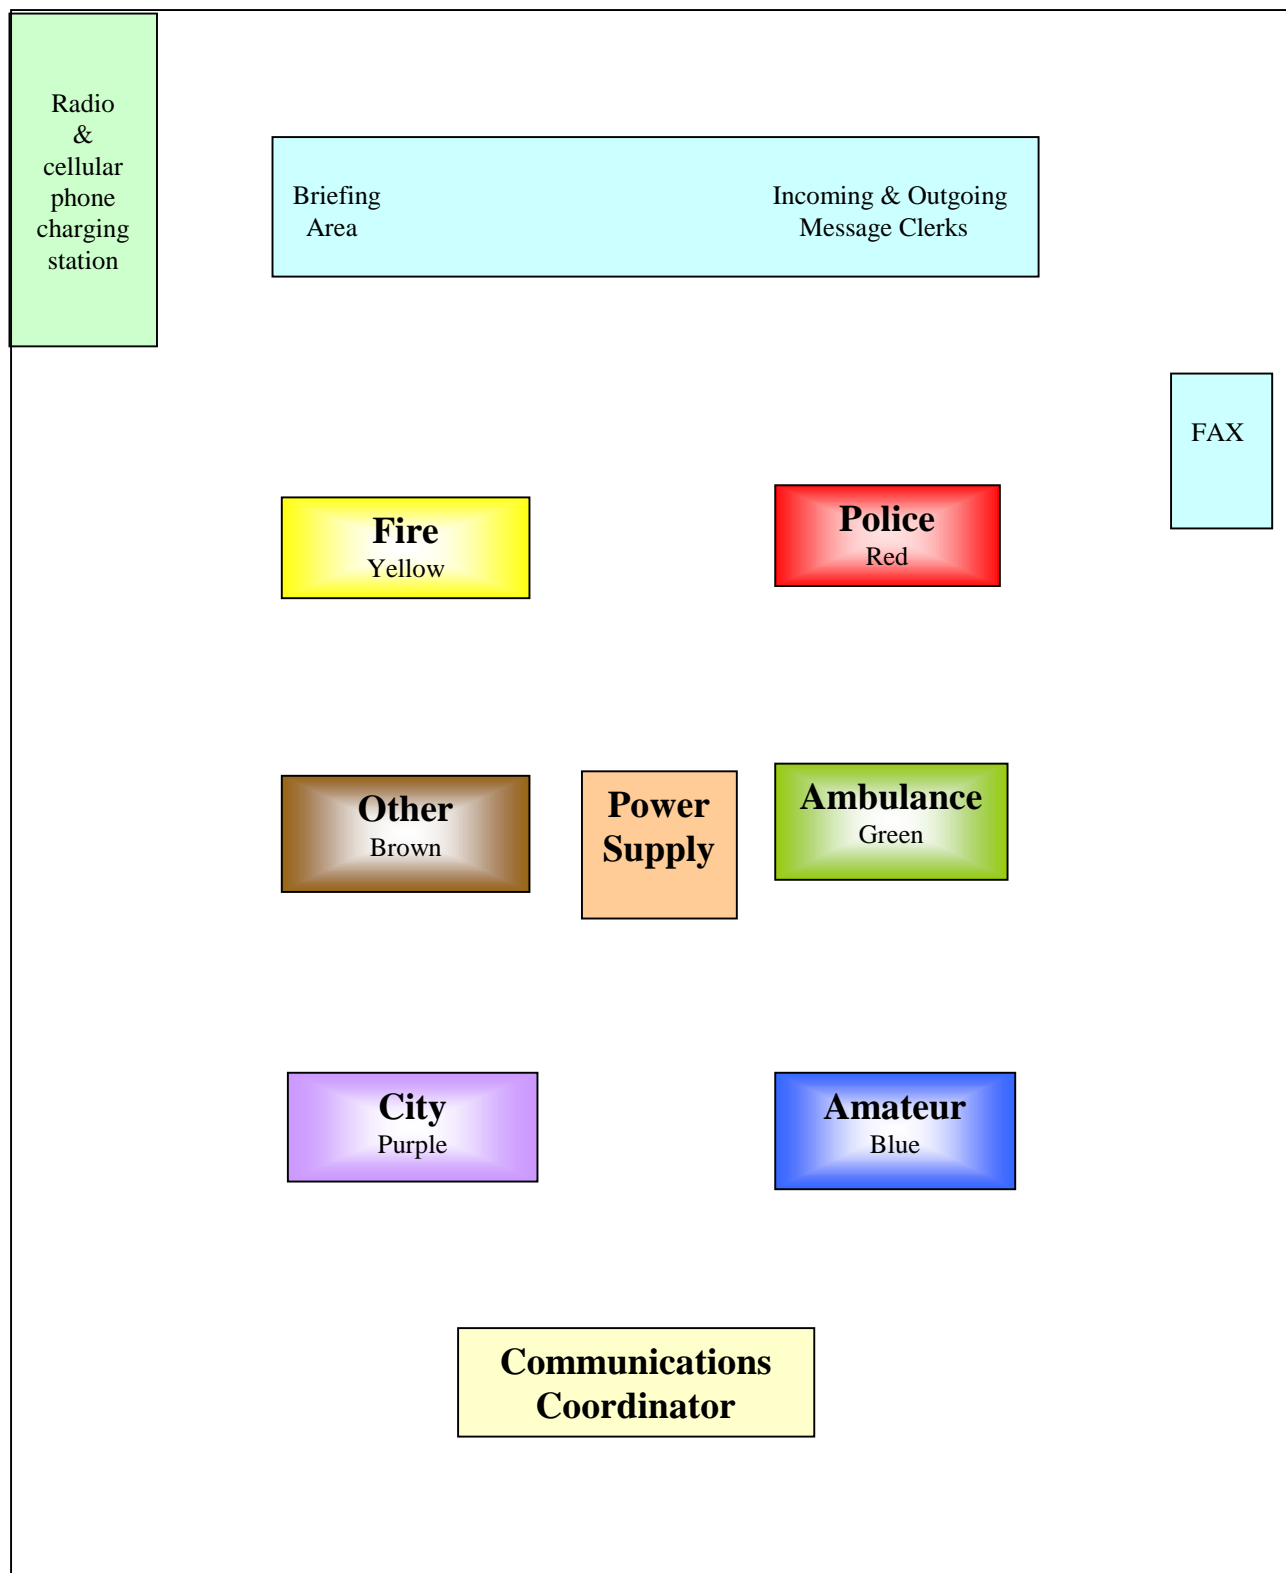 Radio
&
cellular
phone
charging
station
Briefing
Area
Incoming & Outgoing
Message Clerks
FAX
Fire
Yellow
Police
Red
Other
Brown
Power
Supply
Ambulance
Green
City
Purple
Amateur
Blue
Communications
Coordinator